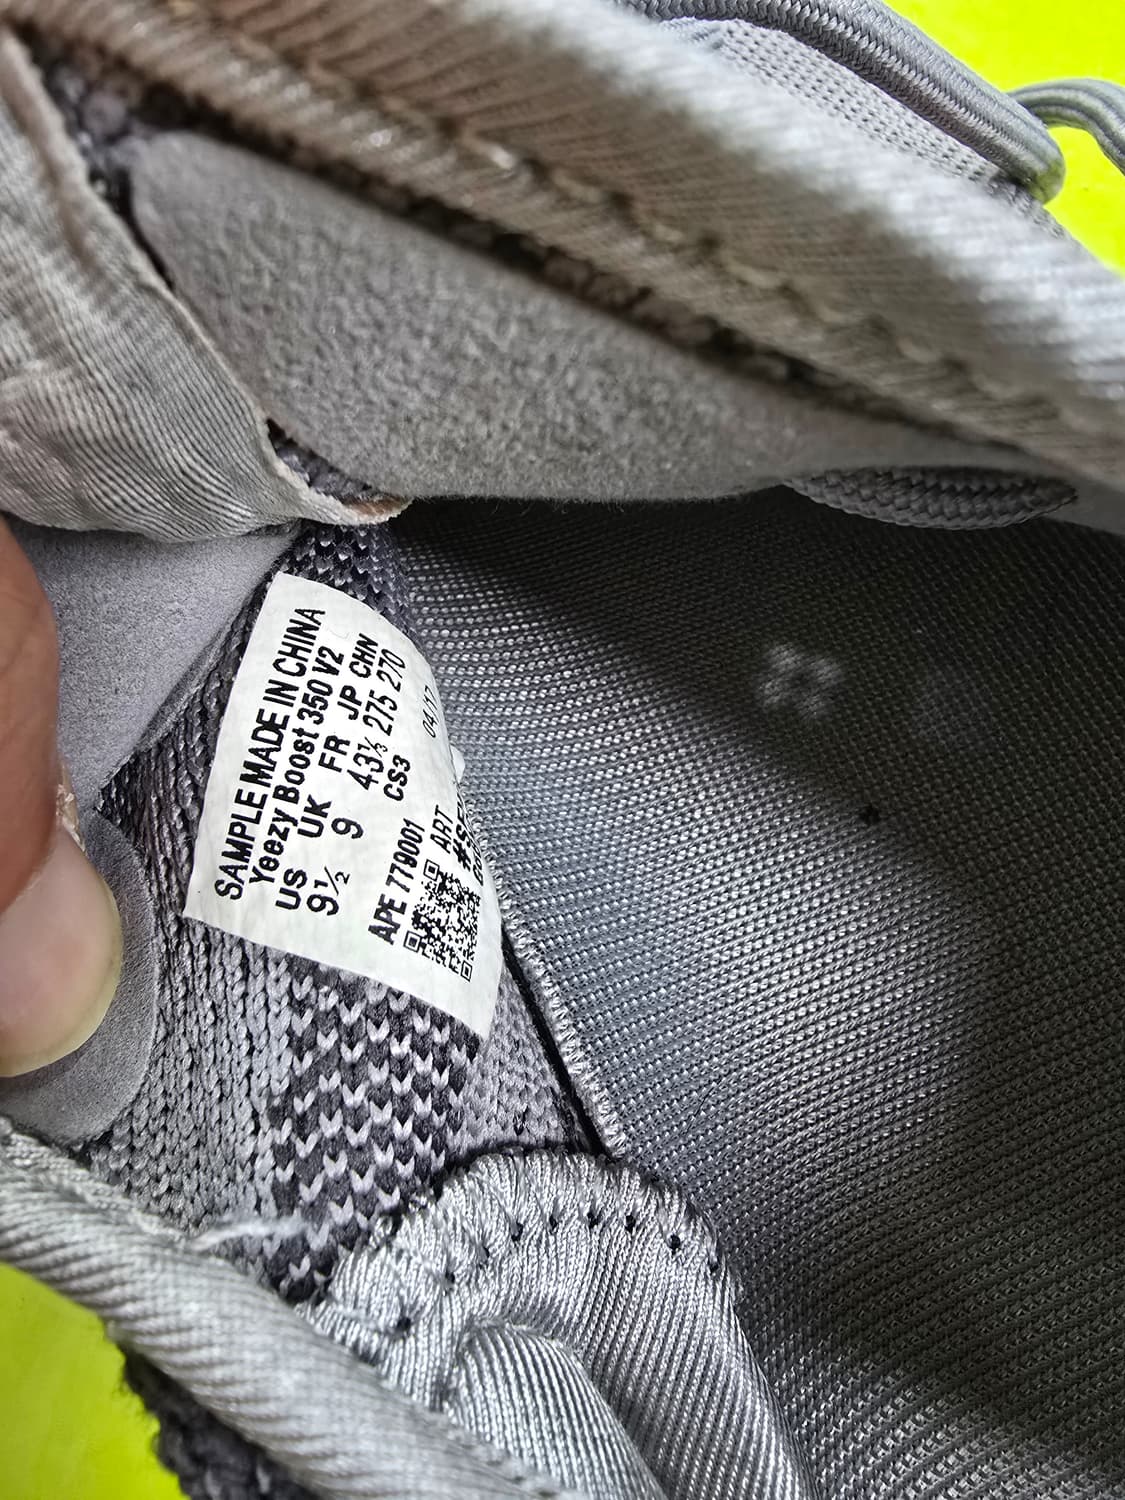 SAMPLE MADE IN CHINA
Yeezy Boost 350 V2
US UK FR JP CHN
9½ 9 43⅓ 275 270
CS3 04/17
APE 779001
ART